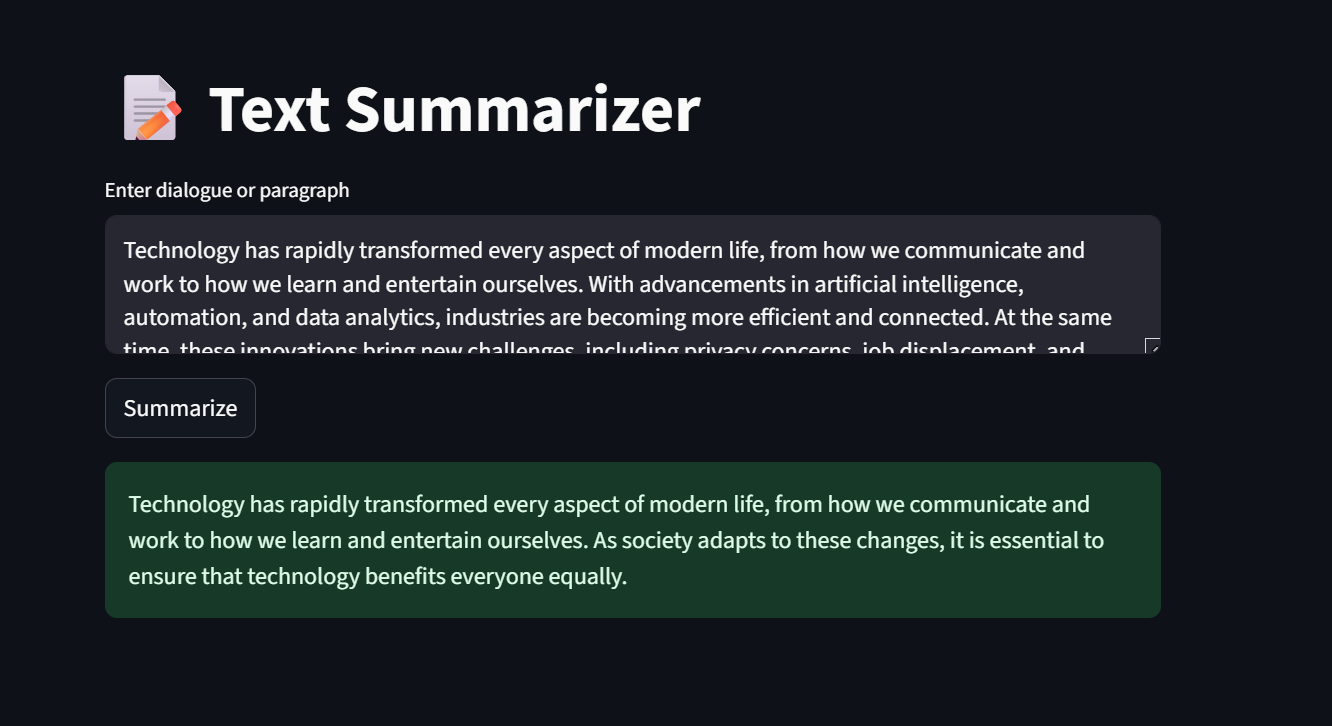 Text Summarizer
Enter dialogue or paragraph
Technology has rapidly transformed every aspect of modern life, from how we communicate and
work to how we learn and entertain ourselves. With advancements in artificial intelligence,
automation, and data analytics, industries are becoming more efficient and connected. At the same
time, these innovations bring new challenges, including privacy concerns, job displacement, and
Summarize
Technology has rapidly transformed every aspect of modern life, from how we communicate and
work to how we learn and entertain ourselves. As society adapts to these changes, it is essential to
ensure that technology benefits everyone equally.